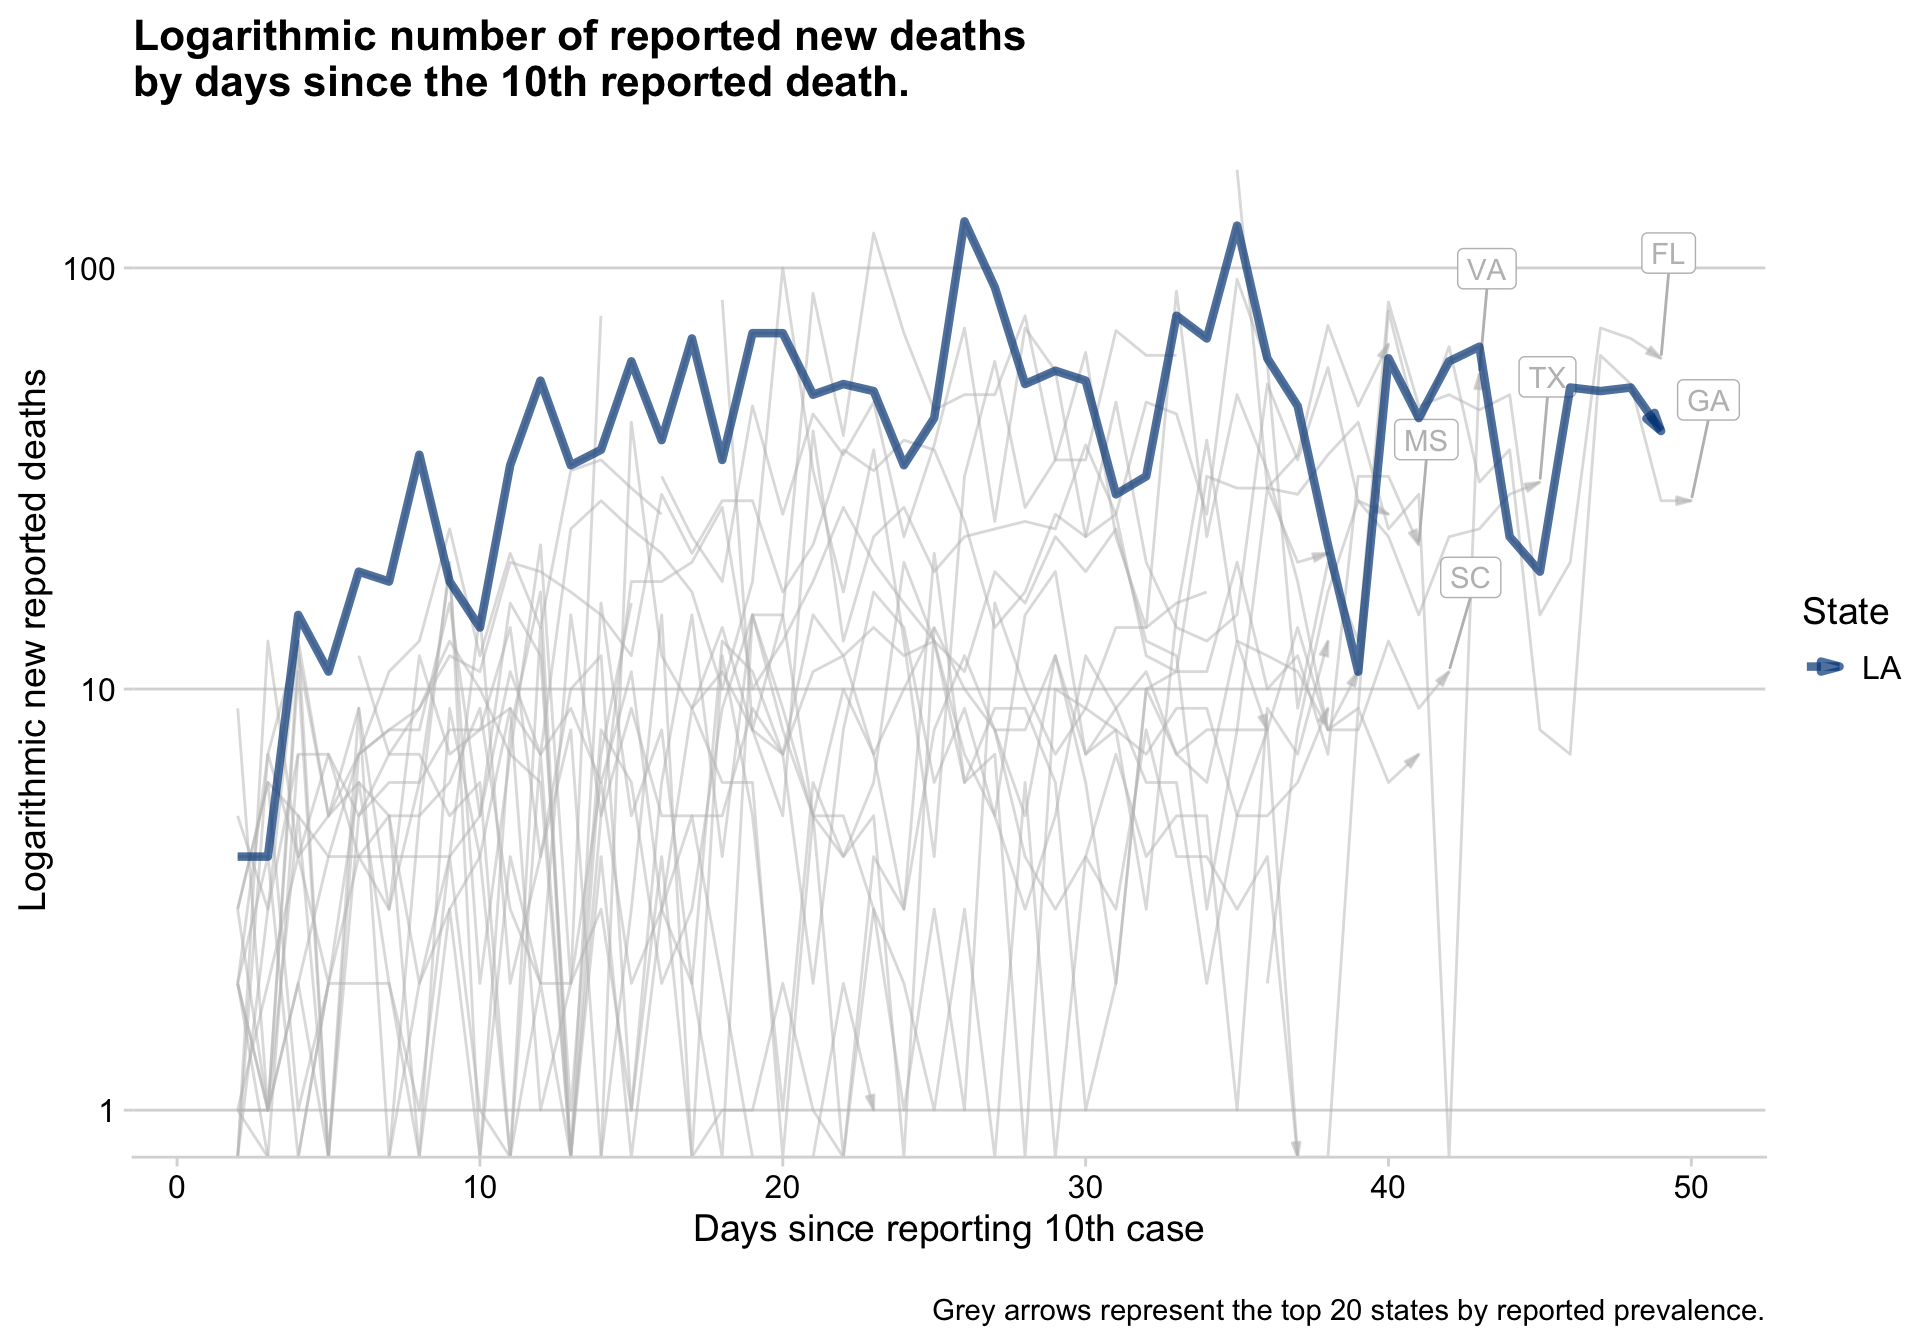 Logarithmic number of reported new deaths
by days since the 10th reported death.
Logarithmic new reported deaths
100
10
1
VA
FL
TX
GA
MS
SC
State
LA
0 10 20 30 40 50
Days since reporting 10th case
Grey arrows represent the top 20 states by reported prevalence.